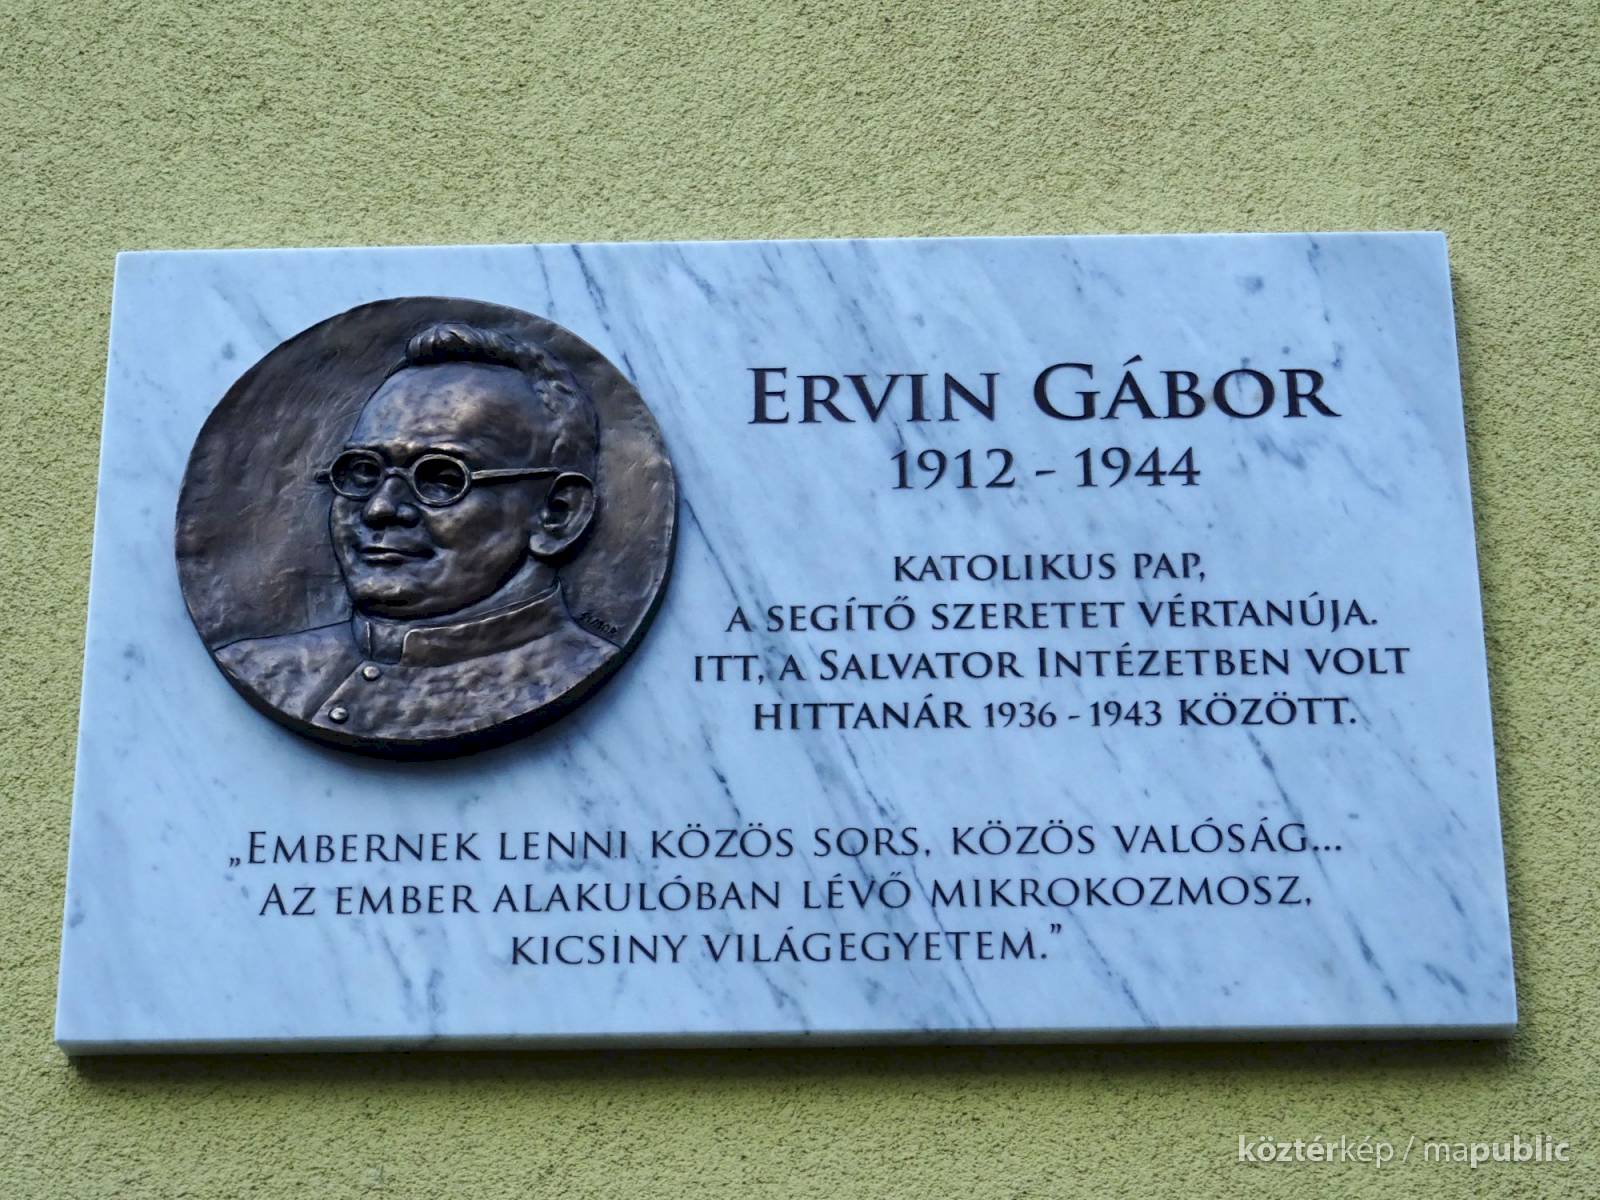 ERVIN GÁBOR
1912 - 1944
KATOLIKUS PAP,
A SEGÍTŐ SZERETET VÉRTANÚJA.
ITT, A SALVATOR INTÉZETBEN VOLT
HITTANÁR 1936 - 1943 KÖZÖTT.
„EMBERNEK LENNI KÖZÖS SORS, KÖZÖS VALÓSÁG...
AZ EMBER ALAKULÓBAN LÉVŐ MIKROKOZMOSZ,
KICSINY VILÁGEGYETEM.”
köztérkép / mapublic